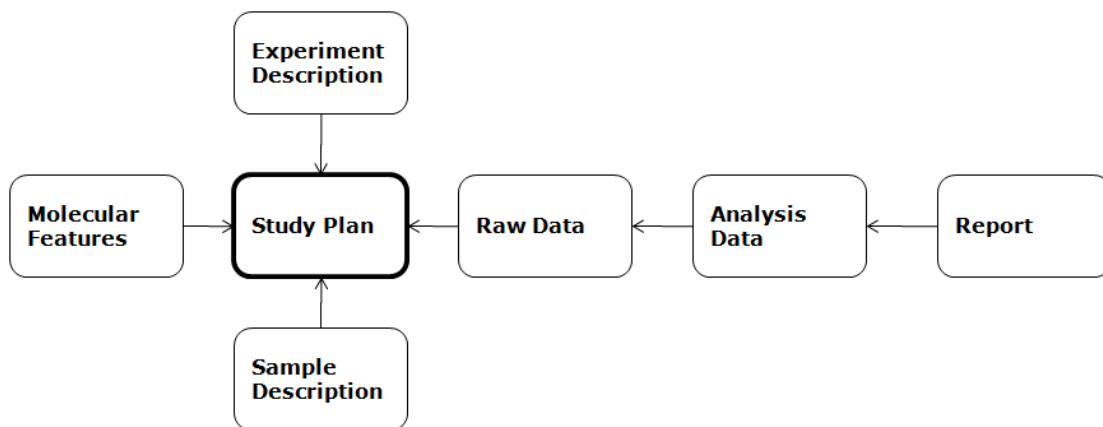 Experiment
Description
Molecular
Features
Study Plan
Raw Data
Analysis
Data
Report
Sample
Description